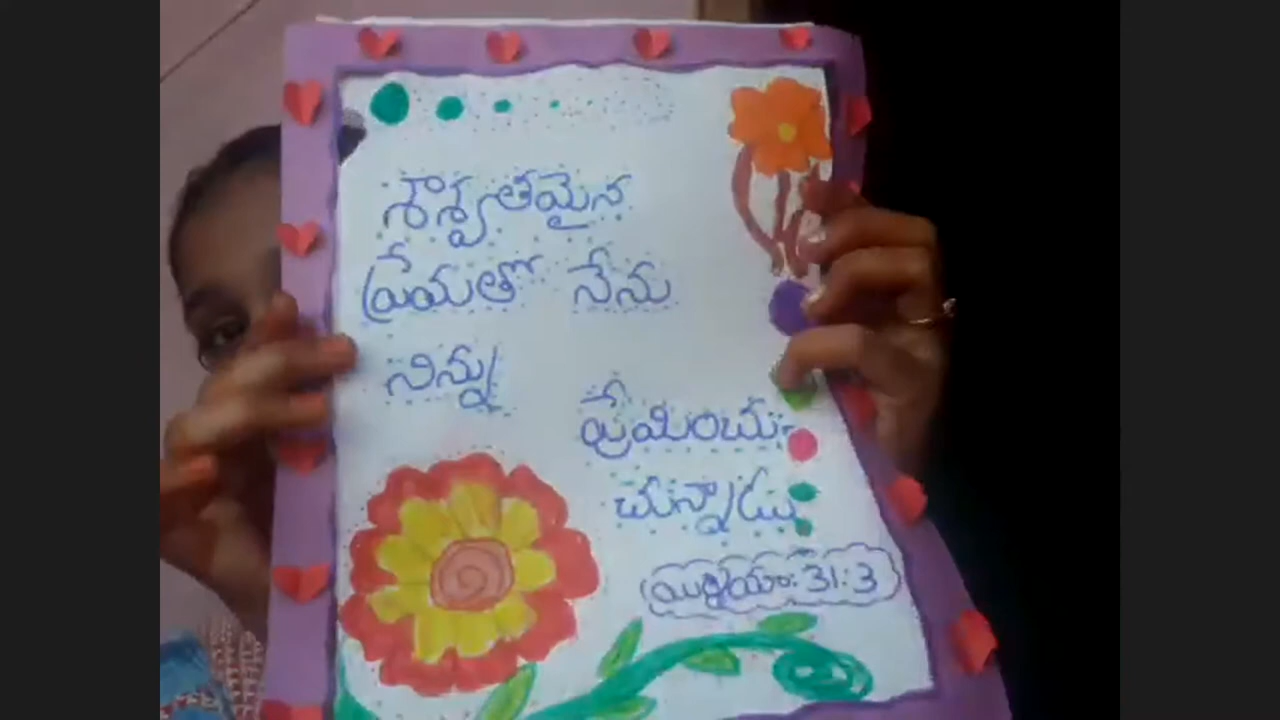 శాశ్వతమైన
ప్రేమతో నేను
నిన్ను
ప్రేమించు-
చున్నాడు
యిర్మియా: 31:3